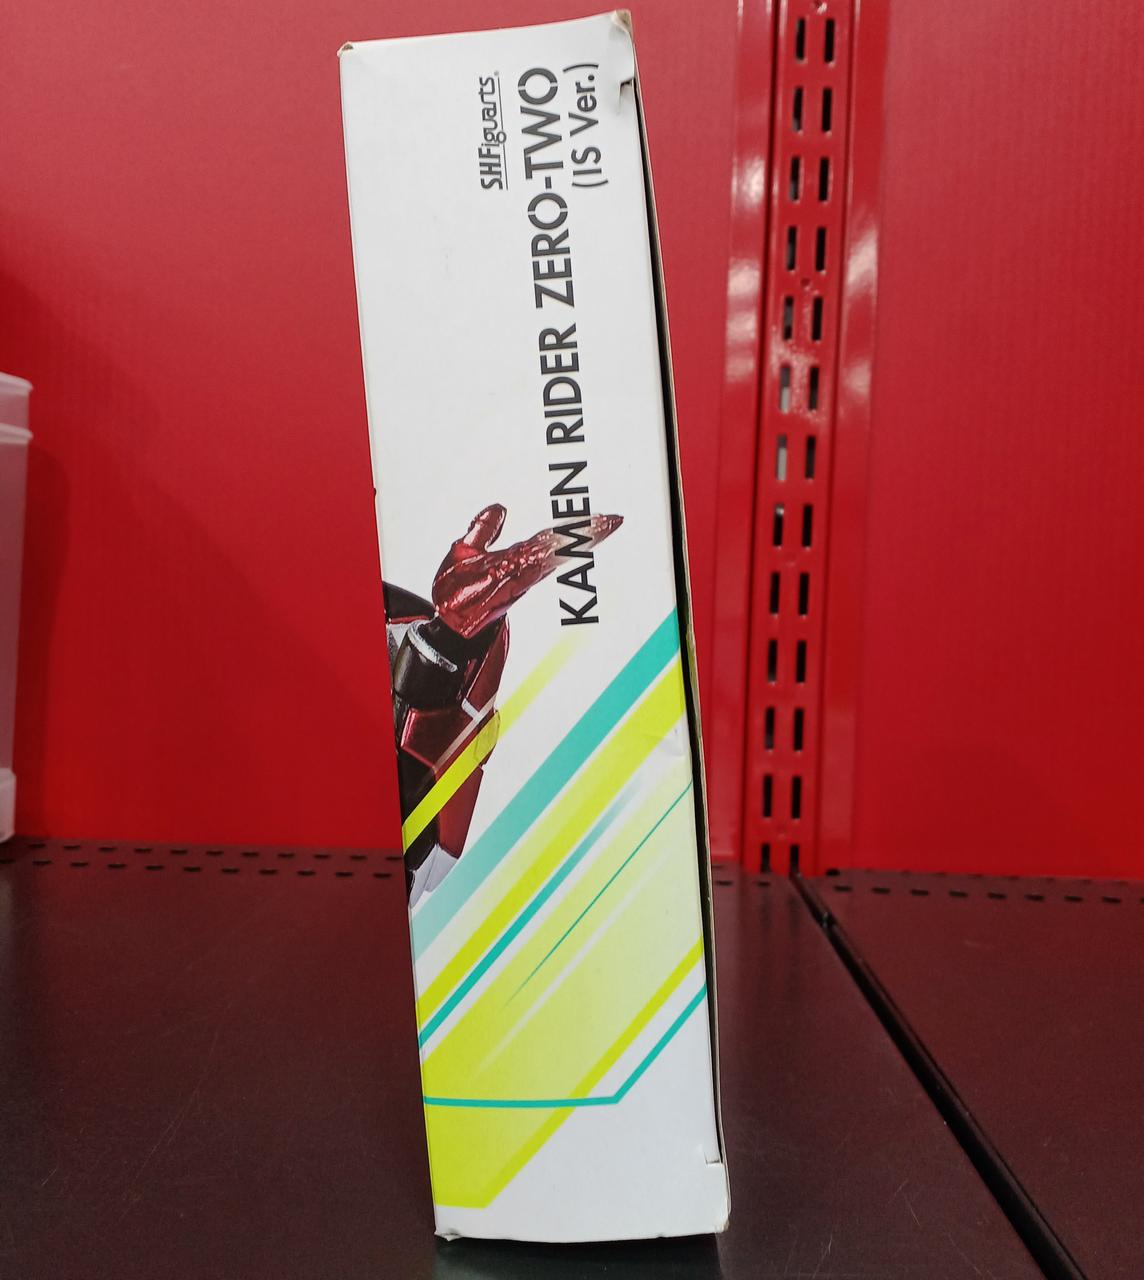 S.H.Figuarts
KAMEN RIDER ZERO-TWO
(IS Ver.)